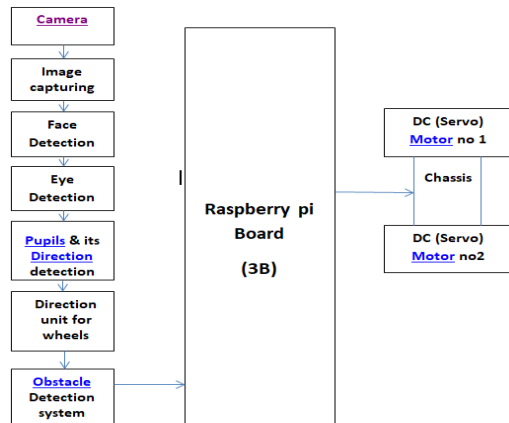 Camera
Image
capturing
Face
Detection
Eye
Detection
Pupils & its
Direction
detection
Direction
unit for
wheels
Obstacle
Detection
system
Raspberry pi
Board
(3B)
DC (Servo)
Motor no 1
Chassis
DC (Servo)
Motor no2